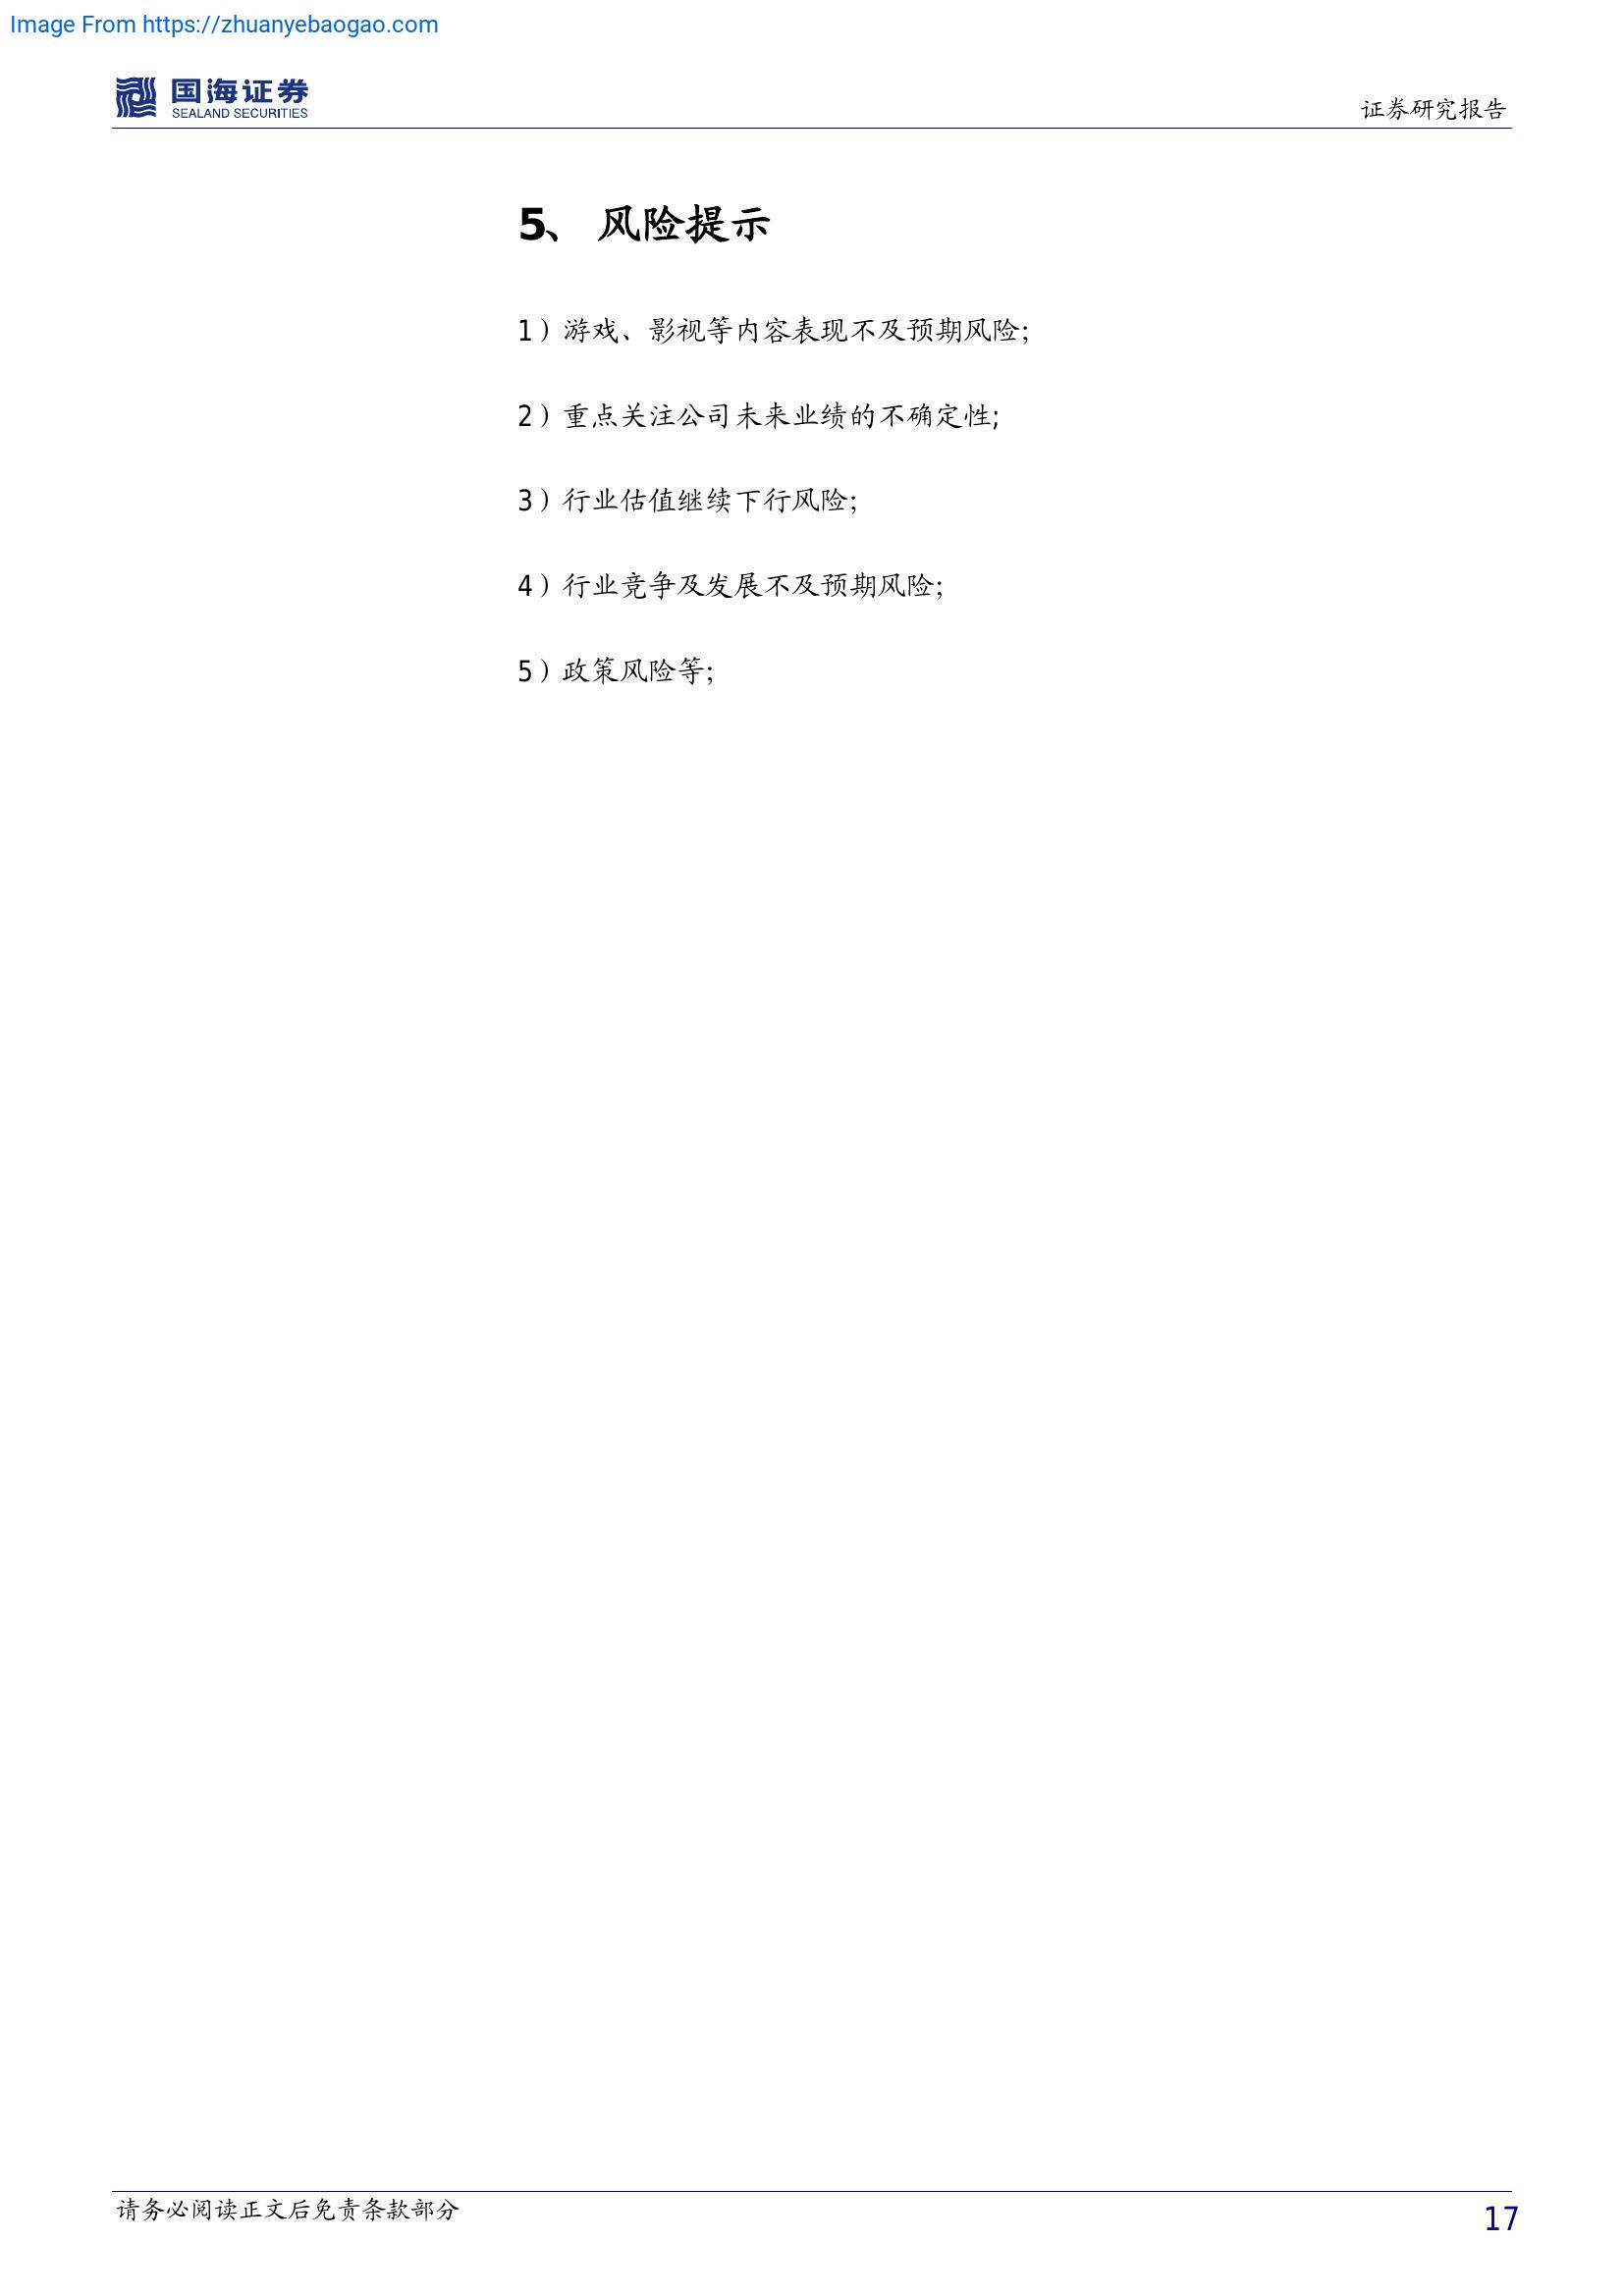 Image From https://zhuanyebaogao.com
国海证券
SEALAND SECURITIES
证券研究报告
5、 风险提示
1）游戏、影视等内容表现不及预期风险;
2）重点关注公司未来业绩的不确定性;
3）行业估值继续下行风险;
4）行业竞争及发展不及预期风险;
5）政策风险等;
请务必阅读正文后免责条款部分
17